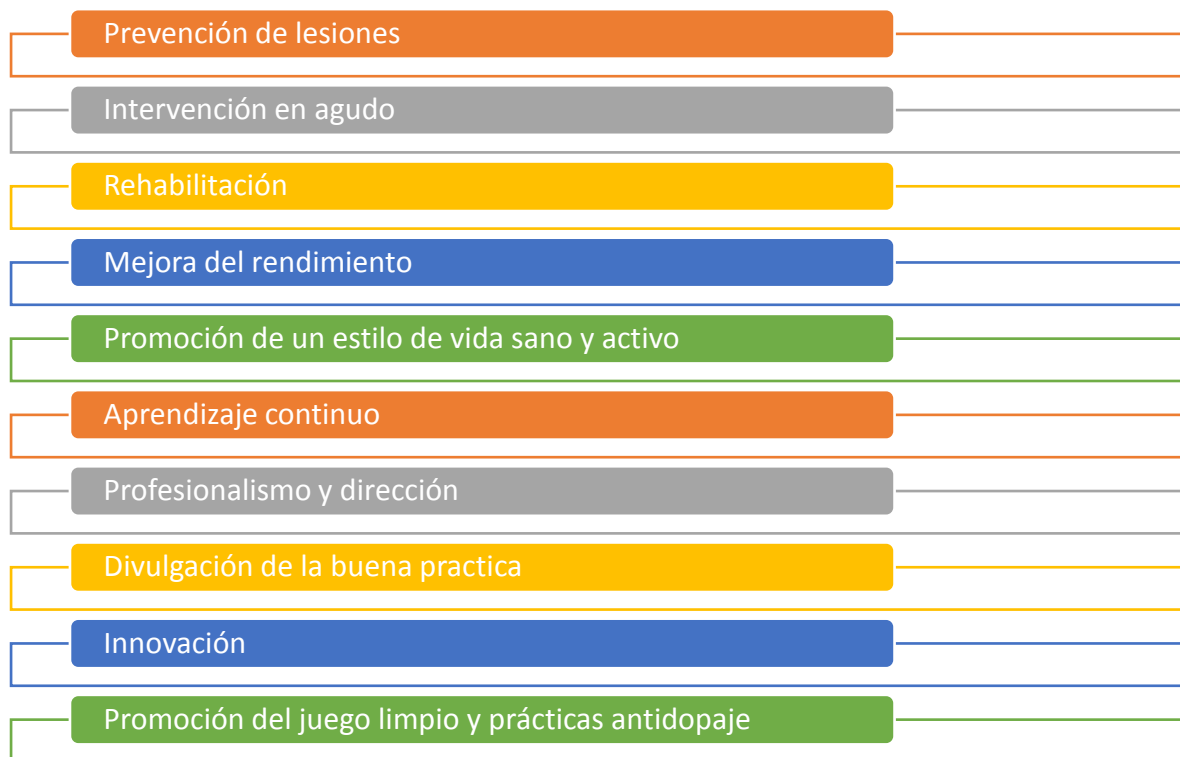 Prevención de lesiones
Intervención en agudo
Rehabilitación
Mejora del rendimiento
Promoción de un estilo de vida sano y activo
Aprendizaje continuo
Profesionalismo y dirección
Divulgación de la buena practica
Innovación
Promoción del juego limpio y prácticas antidopaje